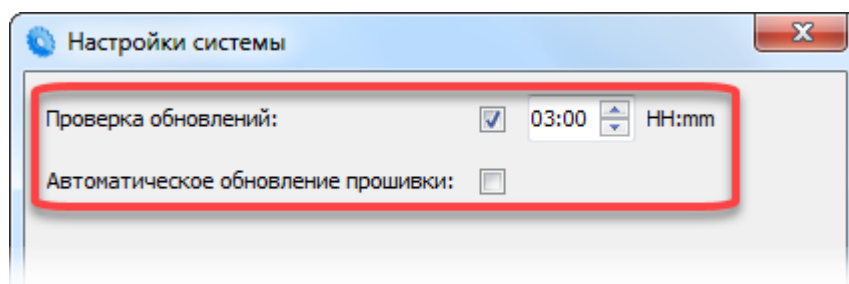 Настройки системы
Проверка обновлений: 03:00 HH:mm
Автоматическое обновление прошивки: